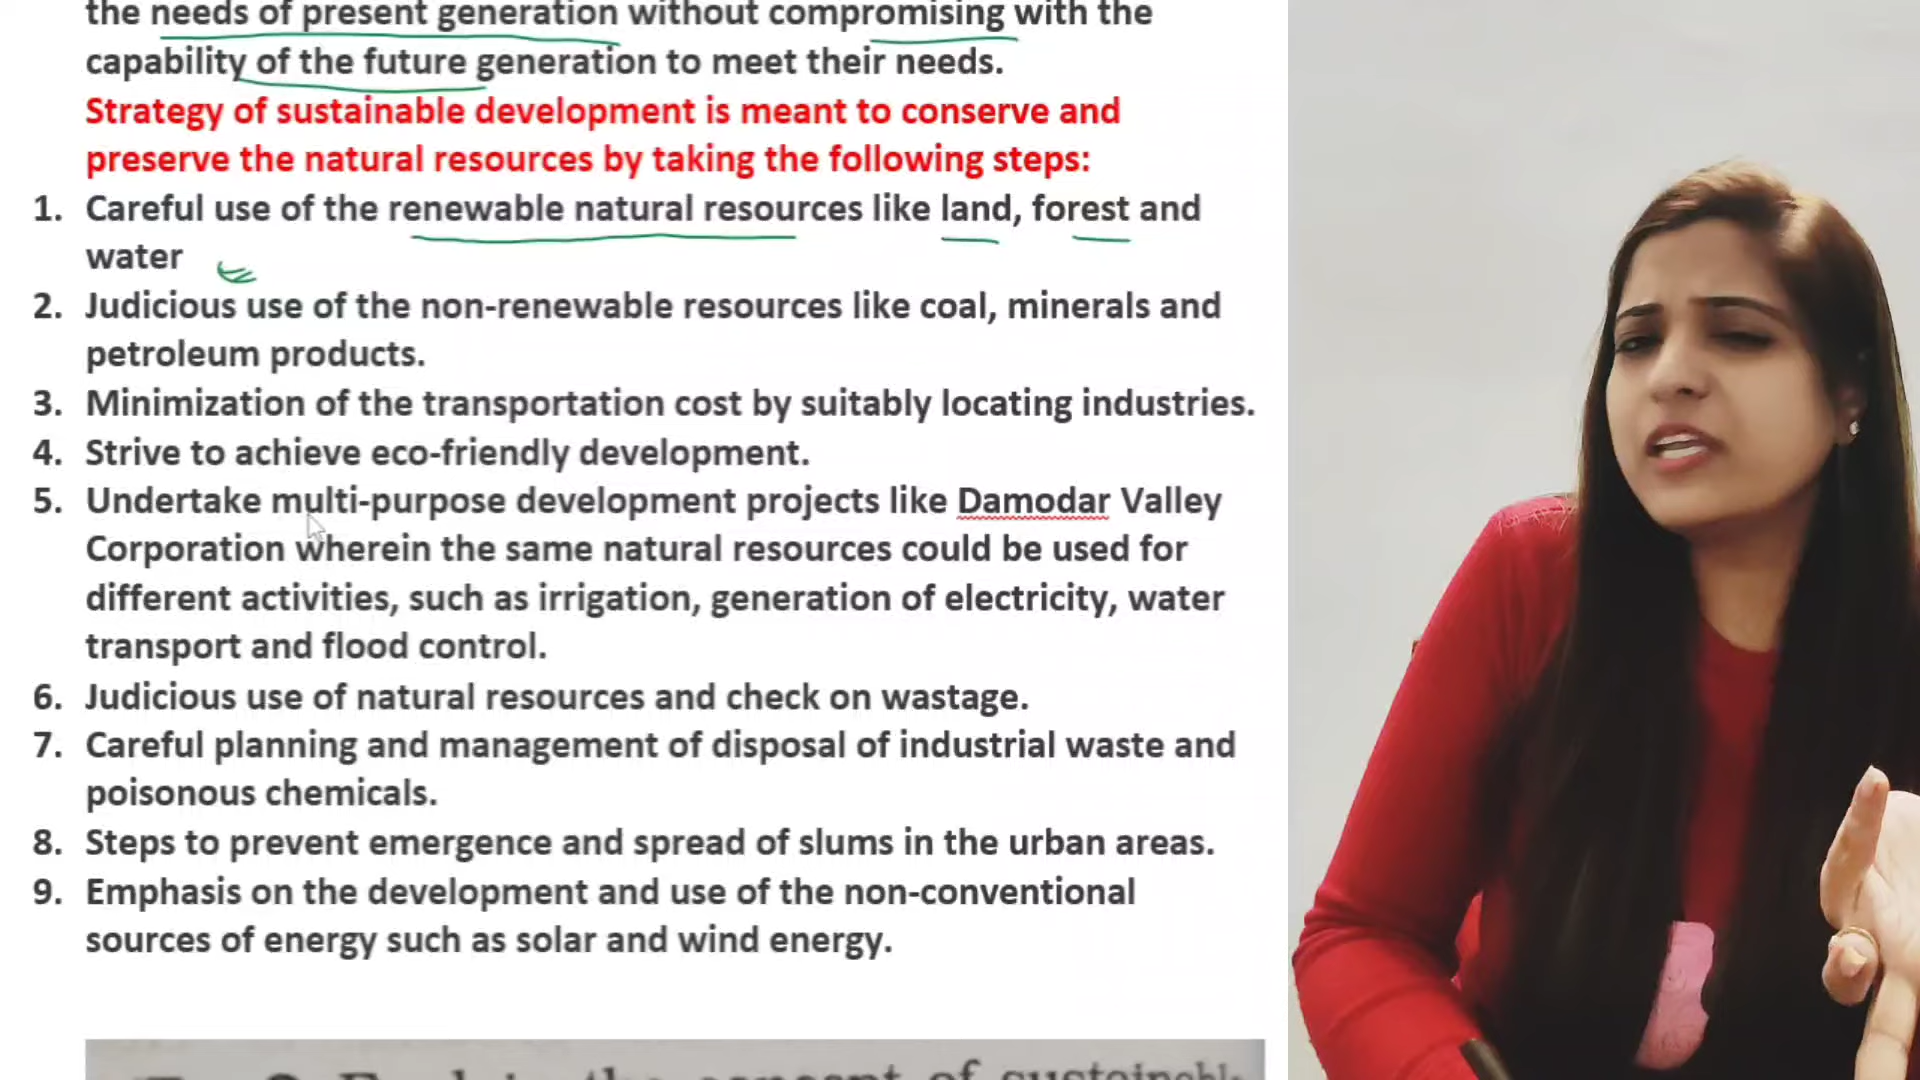 the needs of present generation without compromising with the
capability of the future generation to meet their needs.
Strategy of sustainable development is meant to conserve and
preserve the natural resources by taking the following steps:
1. Careful use of the renewable natural resources like land, forest and
water
2. Judicious use of the non-renewable resources like coal, minerals and
petroleum products.
3. Minimization of the transportation cost by suitably locating industries.
4. Strive to achieve eco-friendly development.
5. Undertake multi-purpose development projects like Damodar Valley
Corporation wherein the same natural resources could be used for
different activities, such as irrigation, generation of electricity, water
transport and flood control.
6. Judicious use of natural resources and check on wastage.
7. Careful planning and management of disposal of industrial waste and
poisonous chemicals.
8. Steps to prevent emergence and spread of slums in the urban areas.
9. Emphasis on the development and use of the non-conventional
sources of energy such as solar and wind energy.
the concept of